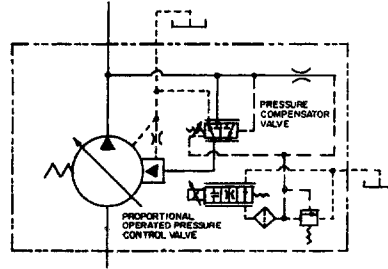 PRESSURE
COMPENSATOR
VALVE
PROPORTIONAL
OPERATED PRESSURE
CONTROL VALVE